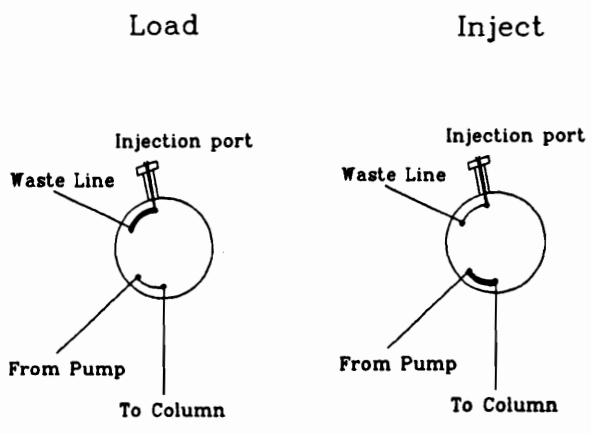 Load
Inject
Injection port
Waste Line
From Pump
To Column
Injection port
Waste Line
From Pump
To Column